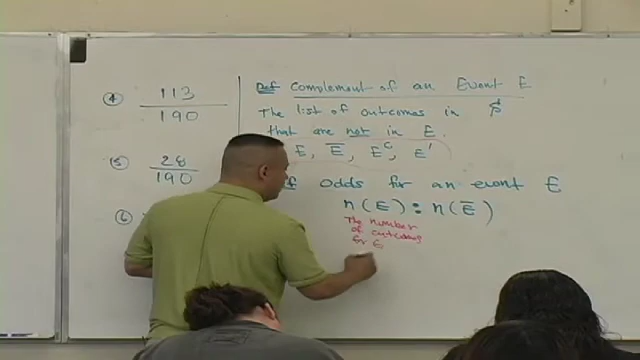 ④ 113
190
⑤ 28
190
⑥
Def Complement of an Event E
The list of outcomes in
that are not in E.
E, E̅, Eᶜ, E'
odds for an event E
n(E) : n(E̅)
The number
of outcomes
for E